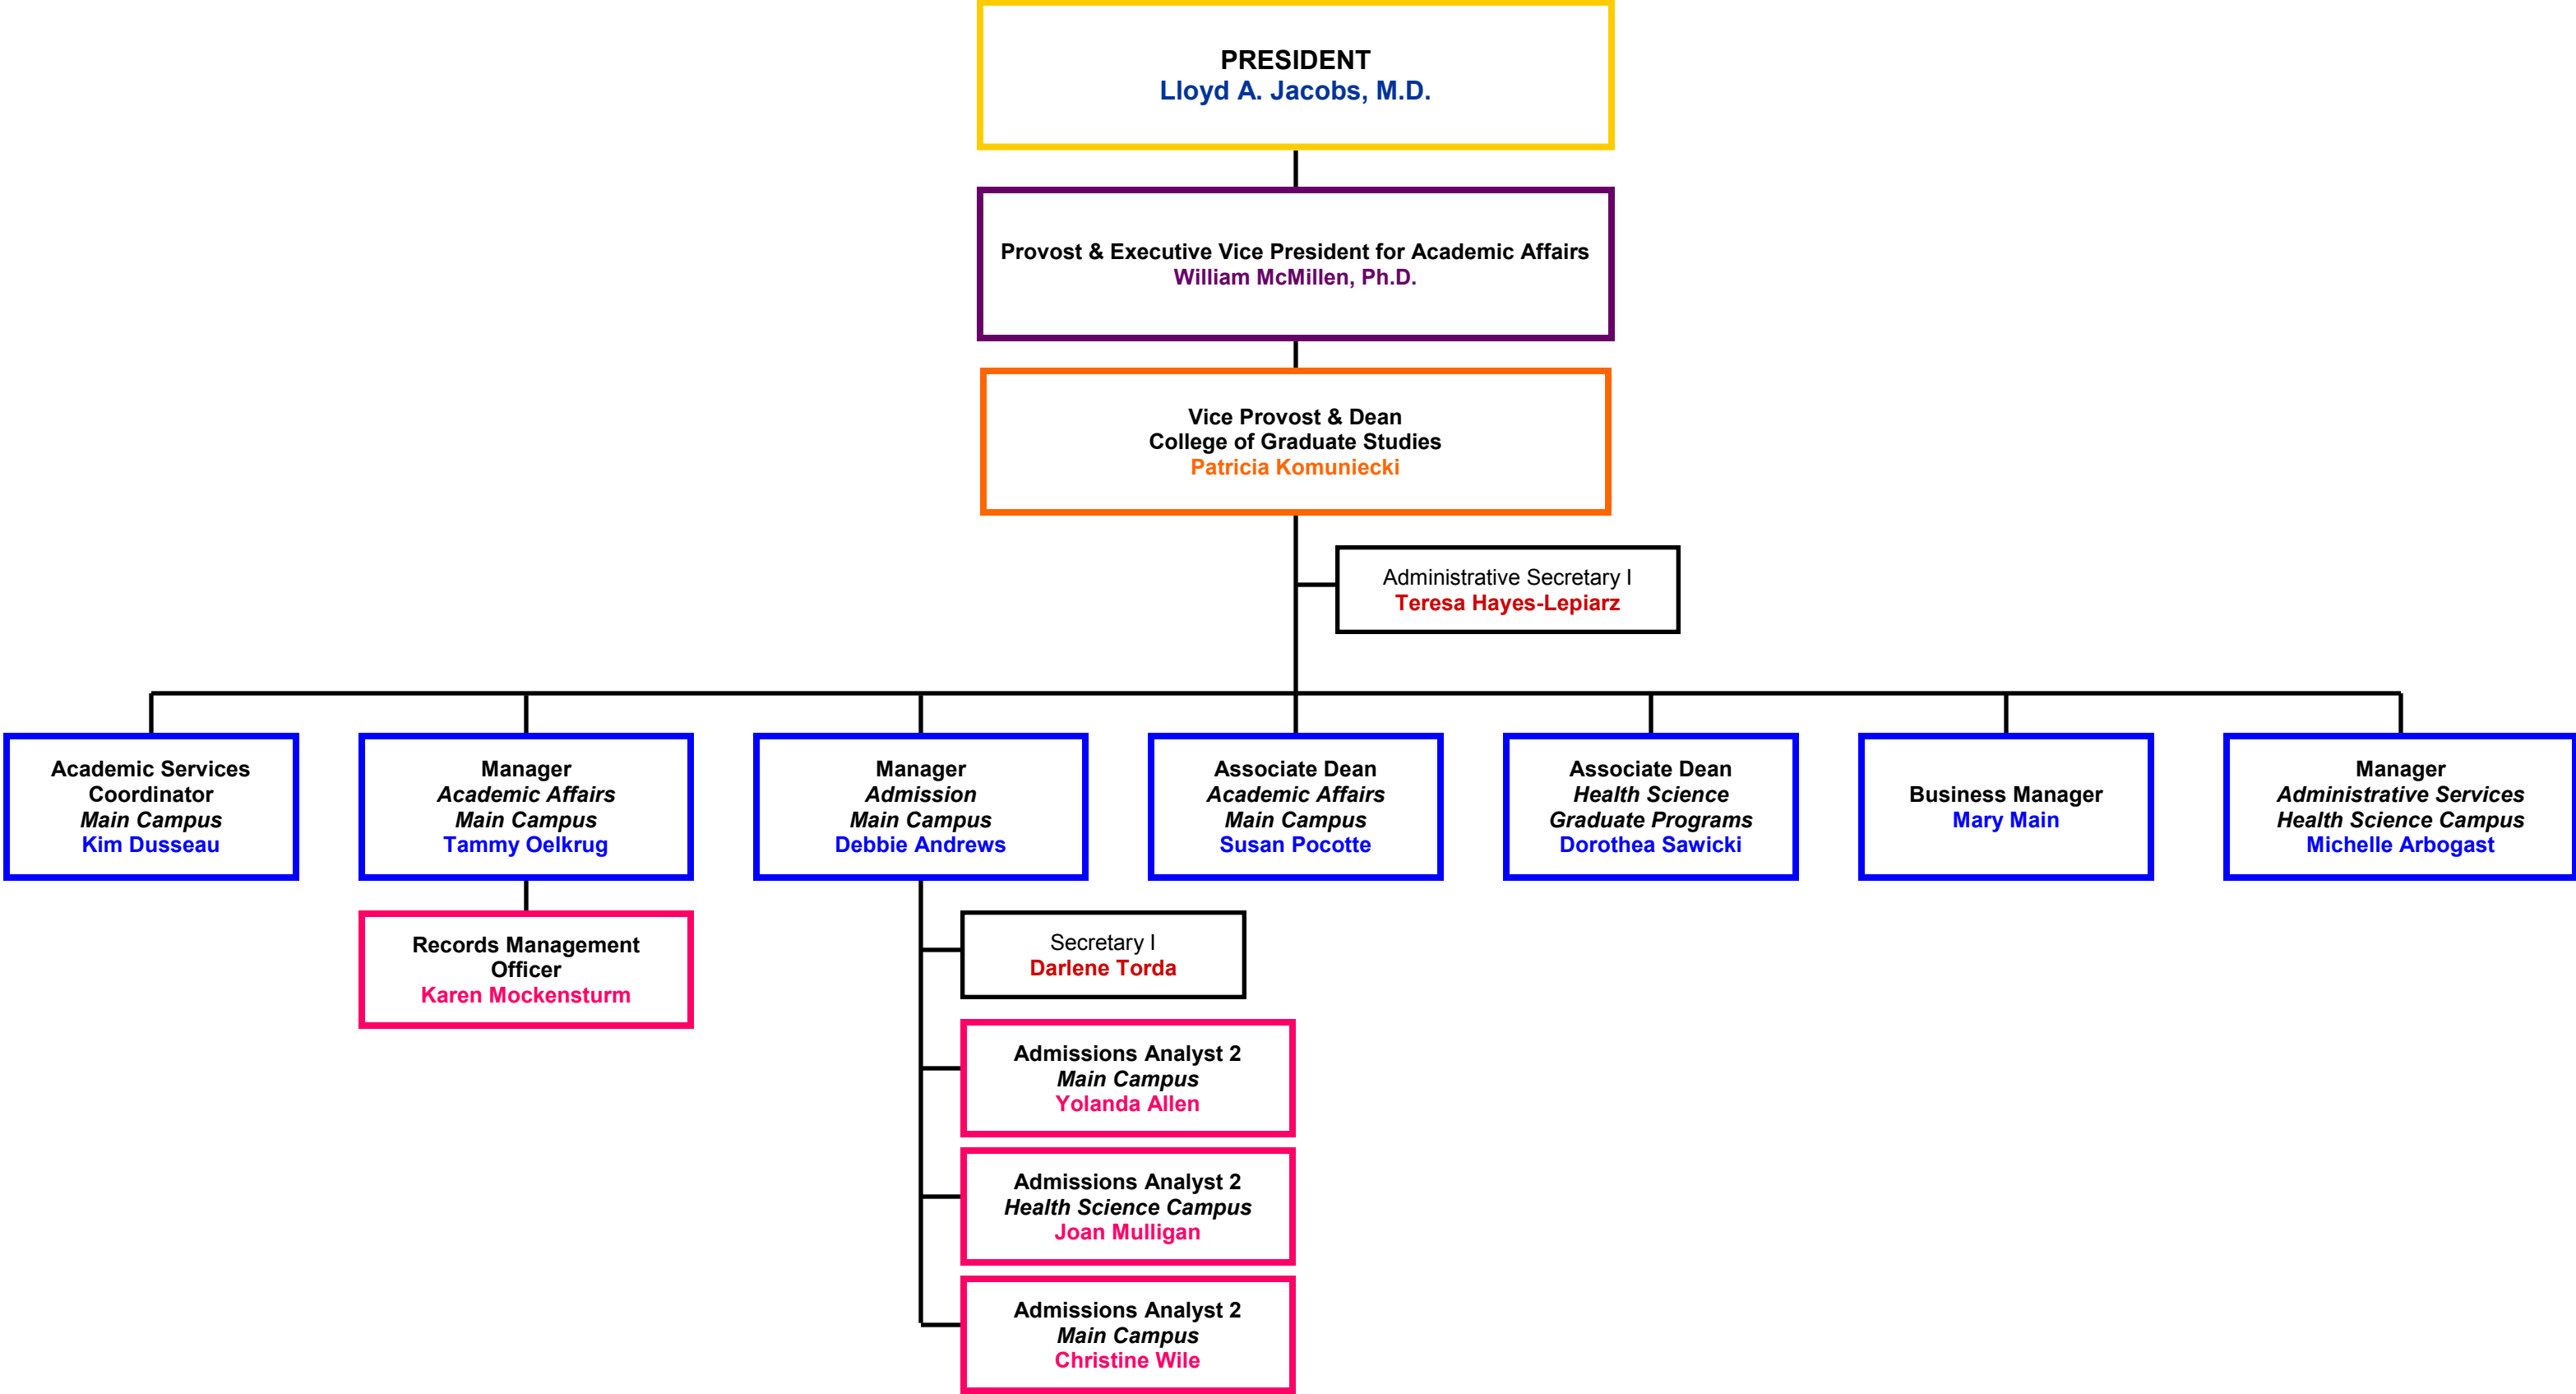 PRESIDENT
Lloyd A. Jacobs, M.D.
Provost & Executive Vice President for Academic Affairs
William McMillen, Ph.D.
Vice Provost & Dean
College of Graduate Studies
Patricia Komuniecki
Administrative Secretary I
Teresa Hayes-Lepiarz
Academic Services
Coordinator
Main Campus
Kim Dusseau
Manager
Academic Affairs
Main Campus
Tammy Oelkrug
Manager
Admission
Main Campus
Debbie Andrews
Associate Dean
Academic Affairs
Main Campus
Susan Pocotte
Associate Dean
Health Science
Graduate Programs
Dorothea Sawicki
Business Manager
Mary Main
Manager
Administrative Services
Health Science Campus
Michelle Arbogast
Records Management
Officer
Karen Mockensturm
Secretary I
Darlene Torda
Admissions Analyst 2
Main Campus
Yolanda Allen
Admissions Analyst 2
Health Science Campus
Joan Mulligan
Admissions Analyst 2
Main Campus
Christine Wile